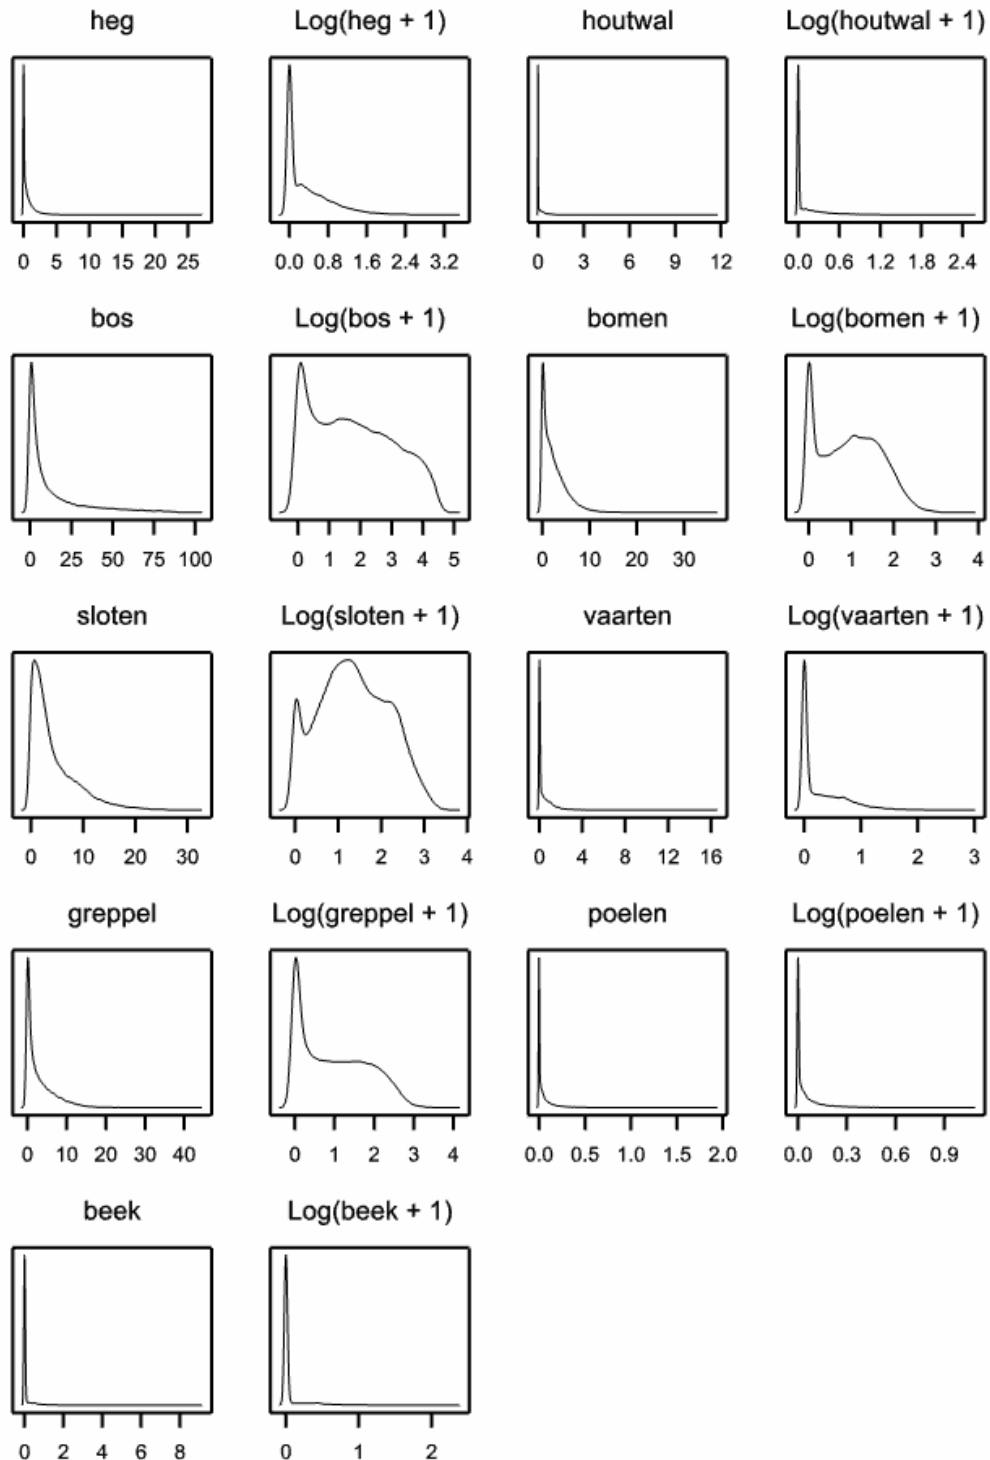 heg Log(heg + 1) houtwal Log(houtwal + 1)
0 5 10 15 20 25 0.0 0.8 1.6 2.4 3.2 0 3 6 9 12 0.0 0.6 1.2 1.8 2.4
bos Log(bos + 1) bomen Log(bomen + 1)
0 25 50 75 100 0 1 2 3 4 5 0 10 20 30 0 1 2 3 4
sloten Log(sloten + 1) vaarten Log(vaarten + 1)
0 10 20 30 0 1 2 3 4 0 4 8 12 16 0 1 2 3
greppel Log(greppel + 1) poelen Log(poelen + 1)
0 10 20 30 40 0 1 2 3 4 0.0 0.5 1.0 1.5 2.0 0.0 0.3 0.6 0.9
beek Log(beek + 1)
0 2 4 6 8 0 1 2